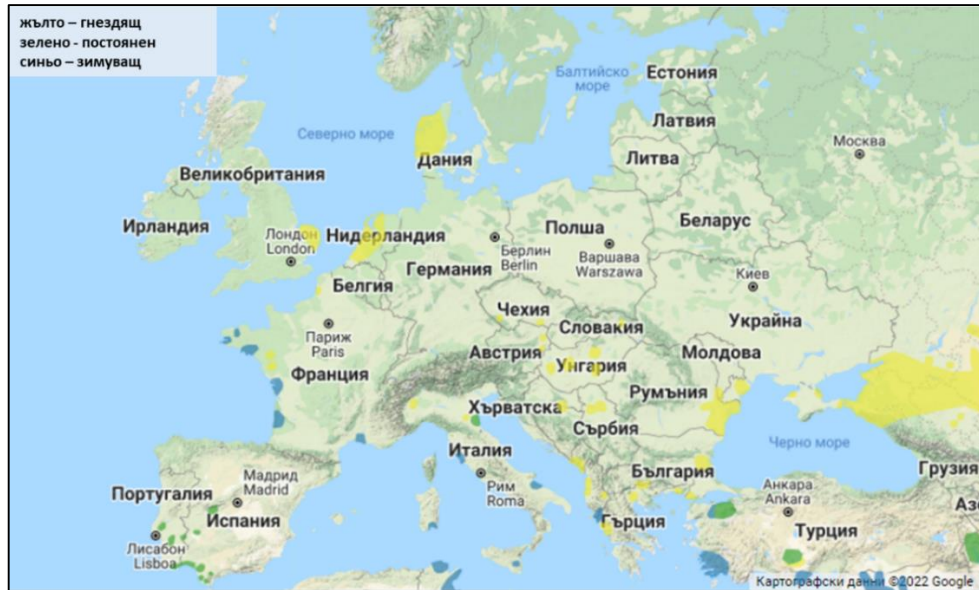 жълто – гнездящ
зелено - постоянен
синьо – зимуващ
Балтийско
море
Естония
Северно море
Латвия
Москва
Дания
Литва
Великобритания
Ирландия
Беларус
Лондон
London
Нидерландия
Полша
Берлин
Berlin
Варшава
Warszawa
Германия
Белгия
Киев
Чехия
Украйна
Париж
Paris
Словакия
Австрия
Молдова
Франция
Унгария
Румъния
Хърватска
Сърбия
Италия
Черно море
България
Грузия
Мадрид
Madrid
Рим
Roma
Португалия
Испания
Анкара
Ankara
Аз
Гърция
Турция
Лисабон
Lisboa
Картографски данни ©2022 Google